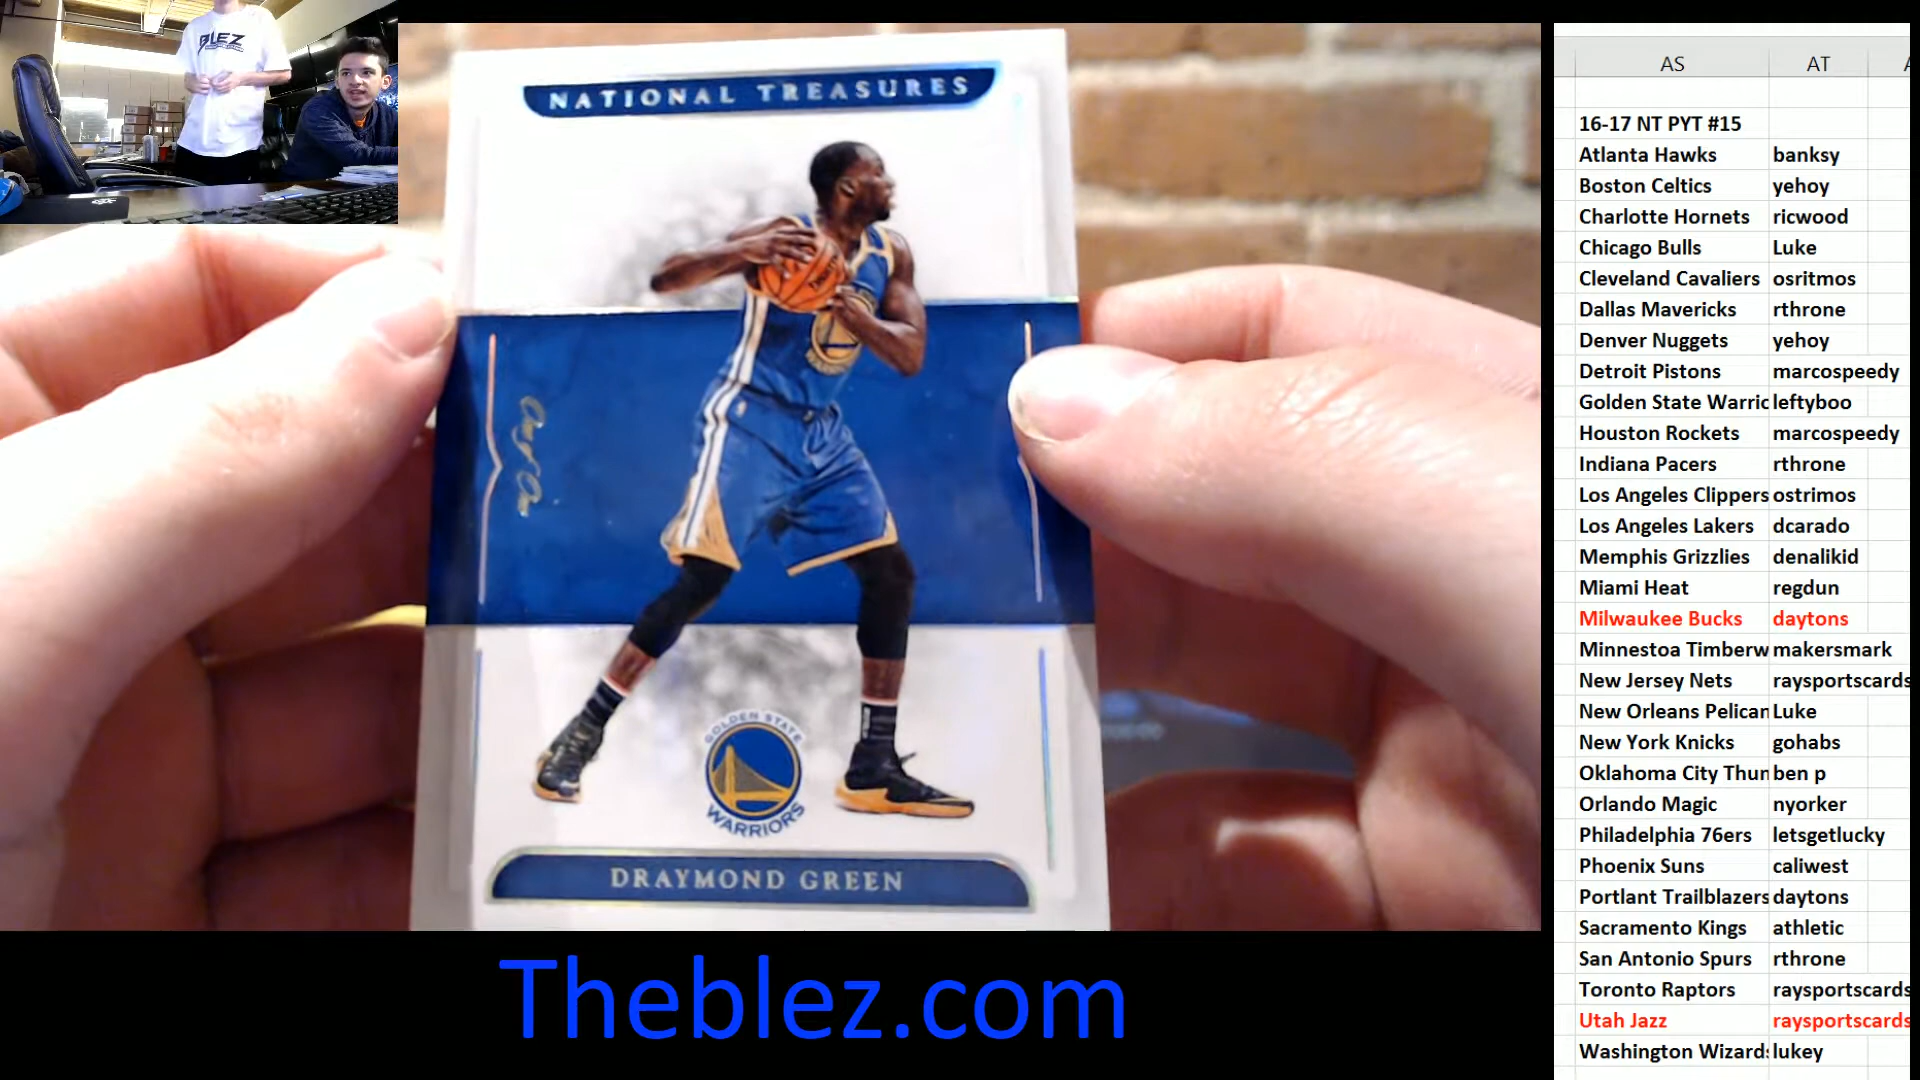 BLEZ
NATIONAL TREASURES
One of One
GOLDEN STATE
WARRIORS
DRAYMOND GREEN
Theblez.com
AS AT
16-17 NT PYT #15
Atlanta Hawks banksy
Boston Celtics yehoy
Charlotte Hornets ricwood
Chicago Bulls Luke
Cleveland Cavaliers osritmos
Dallas Mavericks rthrone
Denver Nuggets yehoy
Detroit Pistons marcospeedy
Golden State Warric leftyboo
Houston Rockets marcospeedy
Indiana Pacers rthrone
Los Angeles Clippers ostrimos
Los Angeles Lakers dcarado
Memphis Grizzlies denalikid
Miami Heat regdun
Milwaukee Bucks daytons
Minnestoa Timberw makersmark
New Jersey Nets raysportscards
New Orleans Pelican Luke
New York Knicks gohabs
Oklahoma City Thun ben p
Orlando Magic nyorker
Philadelphia 76ers letsgetlucky
Phoenix Suns caliwest
Portlant Trailblazers daytons
Sacramento Kings athletic
San Antonio Spurs rthrone
Toronto Raptors raysportscards
Utah Jazz raysportscards
Washington Wizards lukey